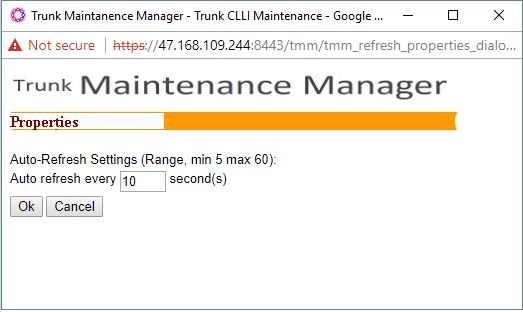 Trunk Maintanence Manager - Trunk CLLI Maintenance - Google ...
Not secure | https://47.168.109.244:8443/tmm/tmm_refresh_properties_dialo...
Trunk Maintenance Manager
Properties
Auto-Refresh Settings (Range, min 5 max 60):
Auto refresh every 10 second(s)
Ok Cancel